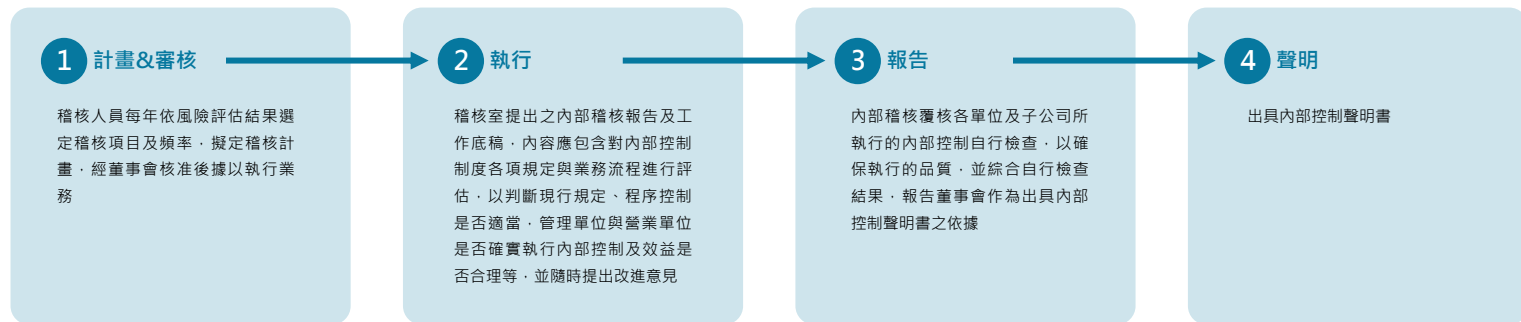 1 計畫&審核
稽核人員每年依風險評估結果選
定稽核項目及頻率，擬定稽核計
畫，經董事會核准後據以執行業
務
2 執行
稽核室提出之內部稽核報告及工
作底稿，內容應包含對內部控制
制度各項規定與業務流程進行評
估，以判斷現行規定、程序控制
是否適當，管理單位與營業單位
是否確實執行內部控制及效益是
否合理等，並隨時提出改進意見
3 報告
內部稽核覆核各單位及子公司所
執行的內部控制自行檢查，以確
保執行的品質，並綜合自行檢查
結果，報告董事會作為出具內部
控制聲明書之依據
4 聲明
出具內部控制聲明書